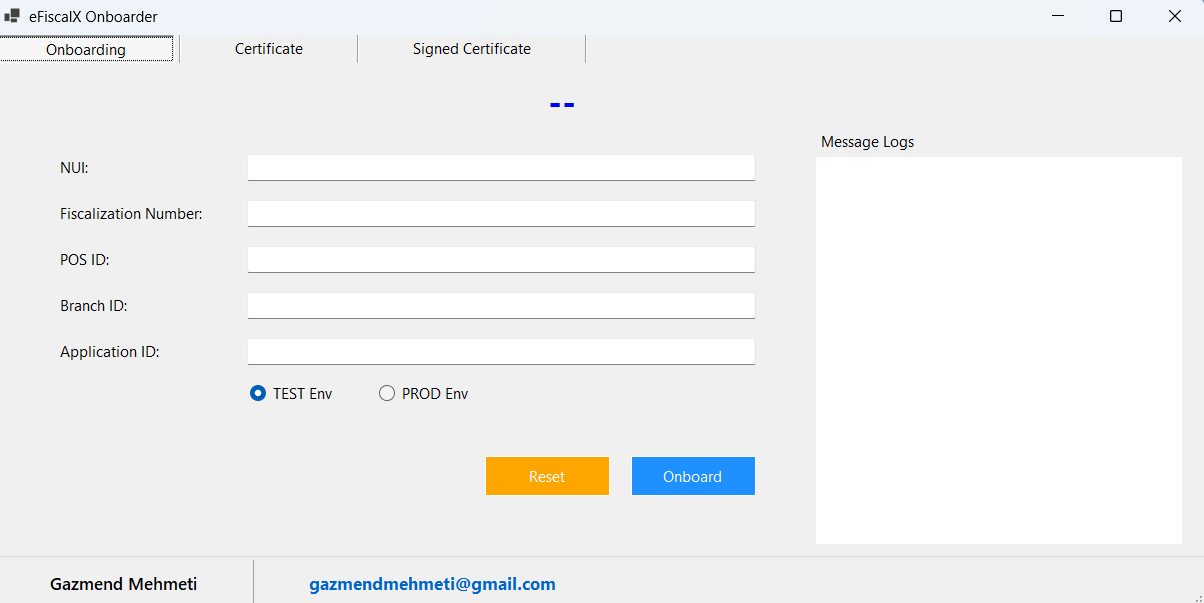 eFiscalX Onboarder
Onboarding Certificate Signed Certificate
--
Message Logs
NUI:
Fiscalization Number:
POS ID:
Branch ID:
Application ID:
TEST Env PROD Env
Reset Onboard
Gazmend Mehmeti gazmendmehmeti@gmail.com